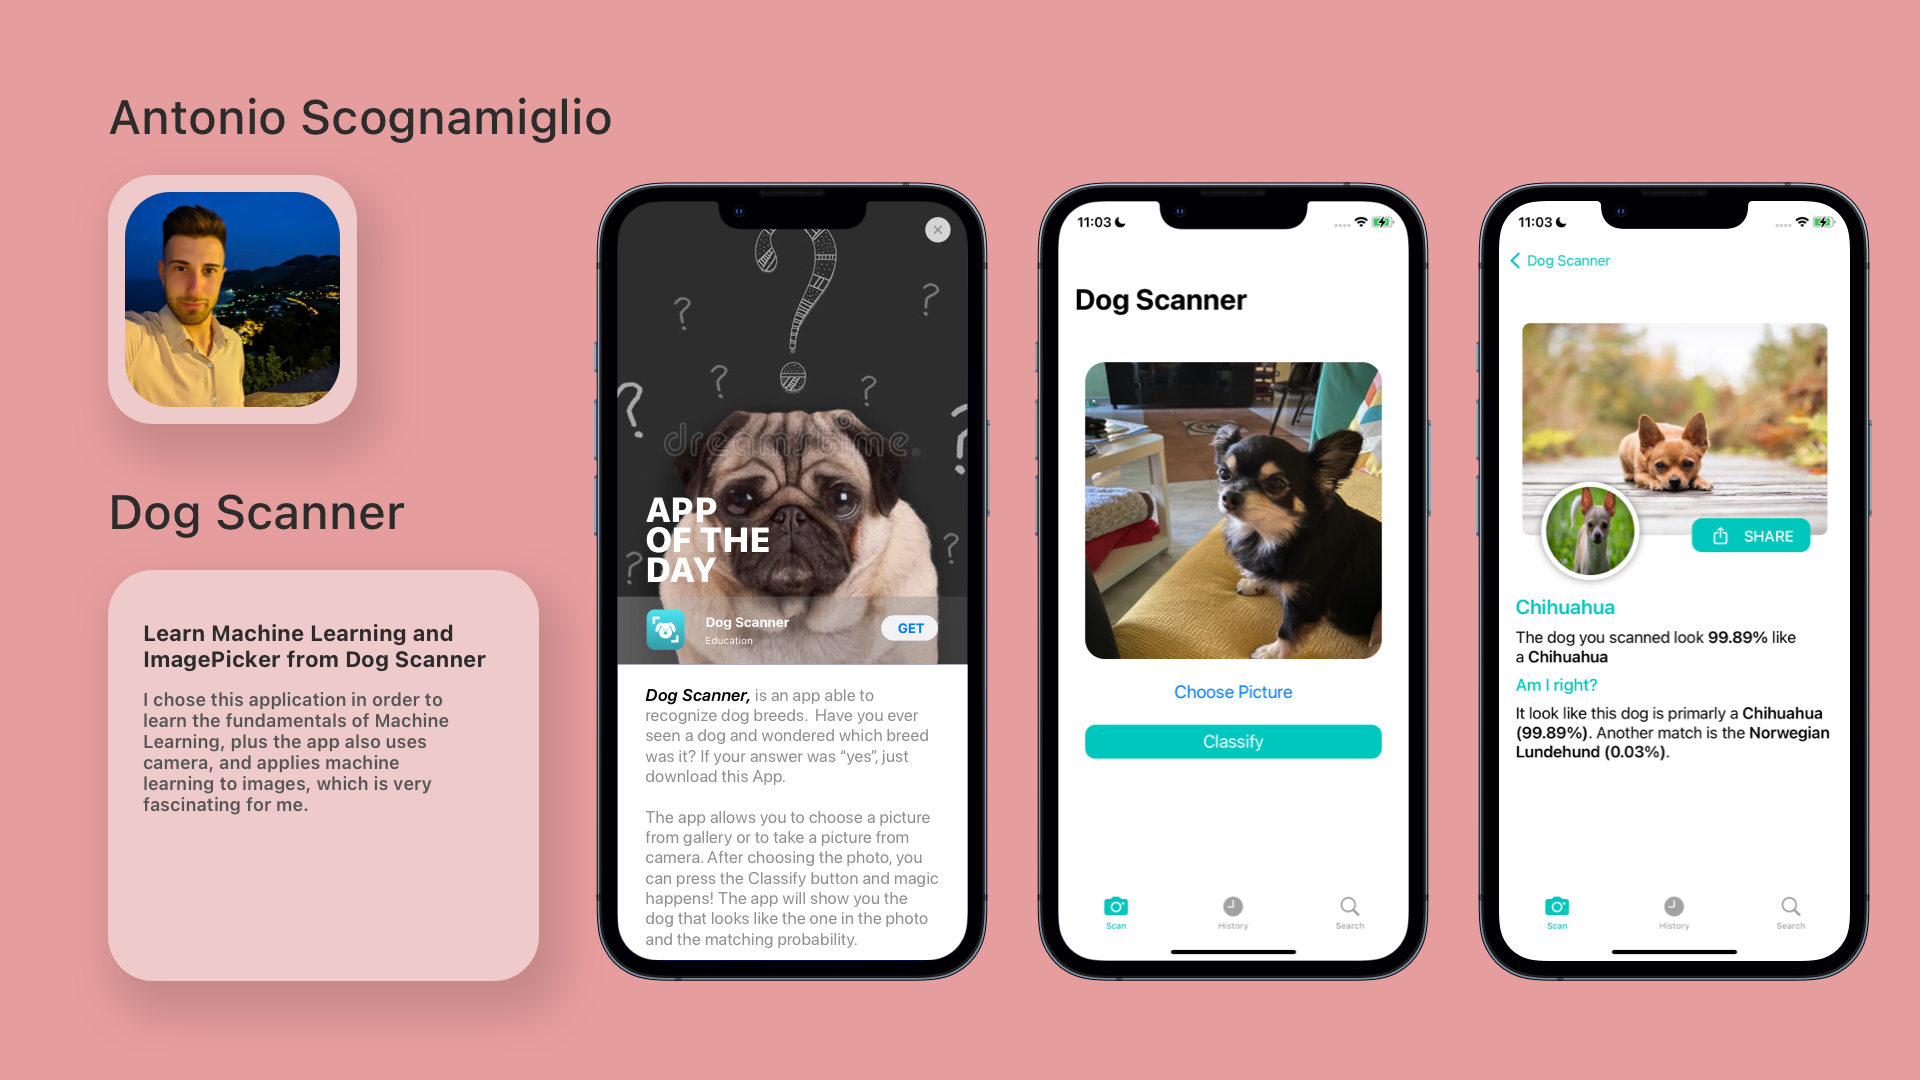 Antonio Scognamiglio
Dog Scanner
Learn Machine Learning and
ImagePicker from Dog Scanner
I chose this application in order to
learn the fundamentals of Machine
Learning, plus the app also uses
camera, and applies machine
learning to images, which is very
fascinating for me.
dreamstime.
APP
OF THE
DAY
Dog Scanner
Education
GET
Dog Scanner, is an app able to
recognize dog breeds. Have you ever
seen a dog and wondered which breed
was it? If your answer was “yes”, just
download this App.
The app allows you to choose a picture
from gallery or to take a picture from
camera. After choosing the photo, you
can press the Classify button and magic
happens! The app will show you the
dog that looks like the one in the photo
and the matching probability.
11:03
Dog Scanner
Choose Picture
Classify
Scan
History
Search
11:03
Dog Scanner
SHARE
Chihuahua
The dog you scanned look 99.89% like
a Chihuahua
Am I right?
It look like this dog is primarly a Chihuahua
(99.89%). Another match is the Norwegian
Lundehund (0.03%).
Scan
History
Search